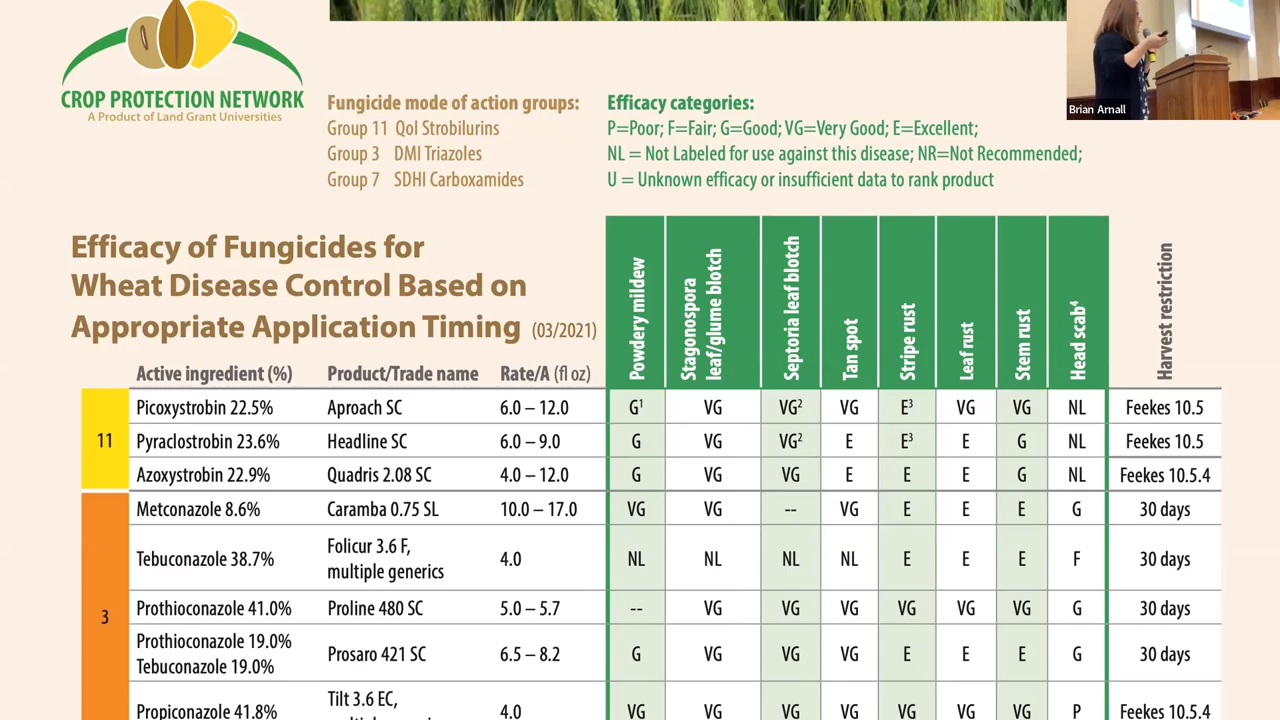 CROP PROTECTION NETWORK
A Product of Land Grant Universities
Fungicide mode of action groups:
Group 11 QoI Strobilurins
Group 3 DMI Triazoles
Group 7 SDHI Carboxamides
Efficacy categories:
P=Poor; F=Fair; G=Good; VG=Very Good; E=Excellent;
NL = Not Labeled for use against this disease; NR=Not Recommended;
U = Unknown efficacy or insufficient data to rank product
Brian Arnall
Efficacy of Fungicides for
Wheat Disease Control Based on
Appropriate Application Timing (03/2021)
Active ingredient (%) Product/Trade name Rate/A (fl oz) Powdery mildew Stagonospora leaf/glume blotch Septoria leaf blotch Tan spot Stripe rust Leaf rust Stem rust Head scab⁴ Harvest restriction
11
Picoxystrobin 22.5% Aproach SC 6.0 – 12.0 G¹ VG VG² VG E³ VG VG NL Feekes 10.5
Pyraclostrobin 23.6% Headline SC 6.0 – 9.0 G VG VG² E E³ E G NL Feekes 10.5
Azoxystrobin 22.9% Quadris 2.08 SC 4.0 – 12.0 G VG VG E E E G NL Feekes 10.5.4
3
Metconazole 8.6% Caramba 0.75 SL 10.0 – 17.0 VG VG -- VG E E E G 30 days
Tebuconazole 38.7% Folicur 3.6 F, multiple generics 4.0 NL NL NL NL E E E F 30 days
Prothioconazole 41.0% Proline 480 SC 5.0 – 5.7 -- VG VG VG VG VG VG G 30 days
Prothioconazole 19.0% Tebuconazole 19.0% Prosaro 421 SC 6.5 – 8.2 G VG VG VG E E E G 30 days
Propiconazole 41.8% Tilt 3.6 EC, 4.0 VG VG VG VG VG VG VG P Feekes 10.5.4